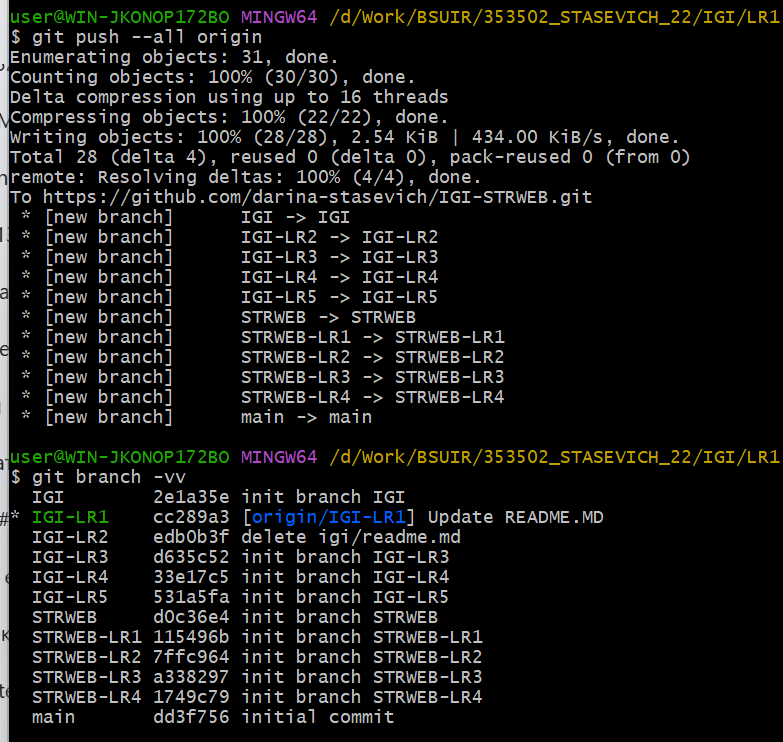 user@WIN-JKONOP172BO MINGW64 /d/Work/BSUIR/353502_STASEVICH_22/IGI/LR1
$ git push --all origin
Enumerating objects: 31, done.
Counting objects: 100% (30/30), done.
Delta compression using up to 16 threads
Compressing objects: 100% (22/22), done.
Writing objects: 100% (28/28), 2.54 KiB | 434.00 KiB/s, done.
Total 28 (delta 4), reused 0 (delta 0), pack-reused 0 (from 0)
remote: Resolving deltas: 100% (4/4), done.
To https://github.com/darina-stasevich/IGI-STRWEB.git
 * [new branch]      IGI -> IGI
 * [new branch]      IGI-LR2 -> IGI-LR2
 * [new branch]      IGI-LR3 -> IGI-LR3
 * [new branch]      IGI-LR4 -> IGI-LR4
 * [new branch]      IGI-LR5 -> IGI-LR5
 * [new branch]      STRWEB -> STRWEB
 * [new branch]      STRWEB-LR1 -> STRWEB-LR1
 * [new branch]      STRWEB-LR2 -> STRWEB-LR2
 * [new branch]      STRWEB-LR3 -> STRWEB-LR3
 * [new branch]      STRWEB-LR4 -> STRWEB-LR4
 * [new branch]      main -> main
user@WIN-JKONOP172BO MINGW64 /d/Work/BSUIR/353502_STASEVICH_22/IGI/LR1
$ git branch -vv
  IGI        2e1a35e init branch IGI
* IGI-LR1    cc289a3 [origin/IGI-LR1] Update README.MD
  IGI-LR2    edb0b3f delete igi/readme.md
  IGI-LR3    d635c52 init branch IGI-LR3
  IGI-LR4    33e17c5 init branch IGI-LR4
  IGI-LR5    531a5fa init branch IGI-LR5
  STRWEB     d0c36e4 init branch STRWEB
  STRWEB-LR1 115496b init branch STRWEB-LR1
  STRWEB-LR2 7ffc964 init branch STRWEB-LR2
  STRWEB-LR3 a338297 init branch STRWEB-LR3
  STRWEB-LR4 1749c79 init branch STRWEB-LR4
  main       dd3f756 initial commit